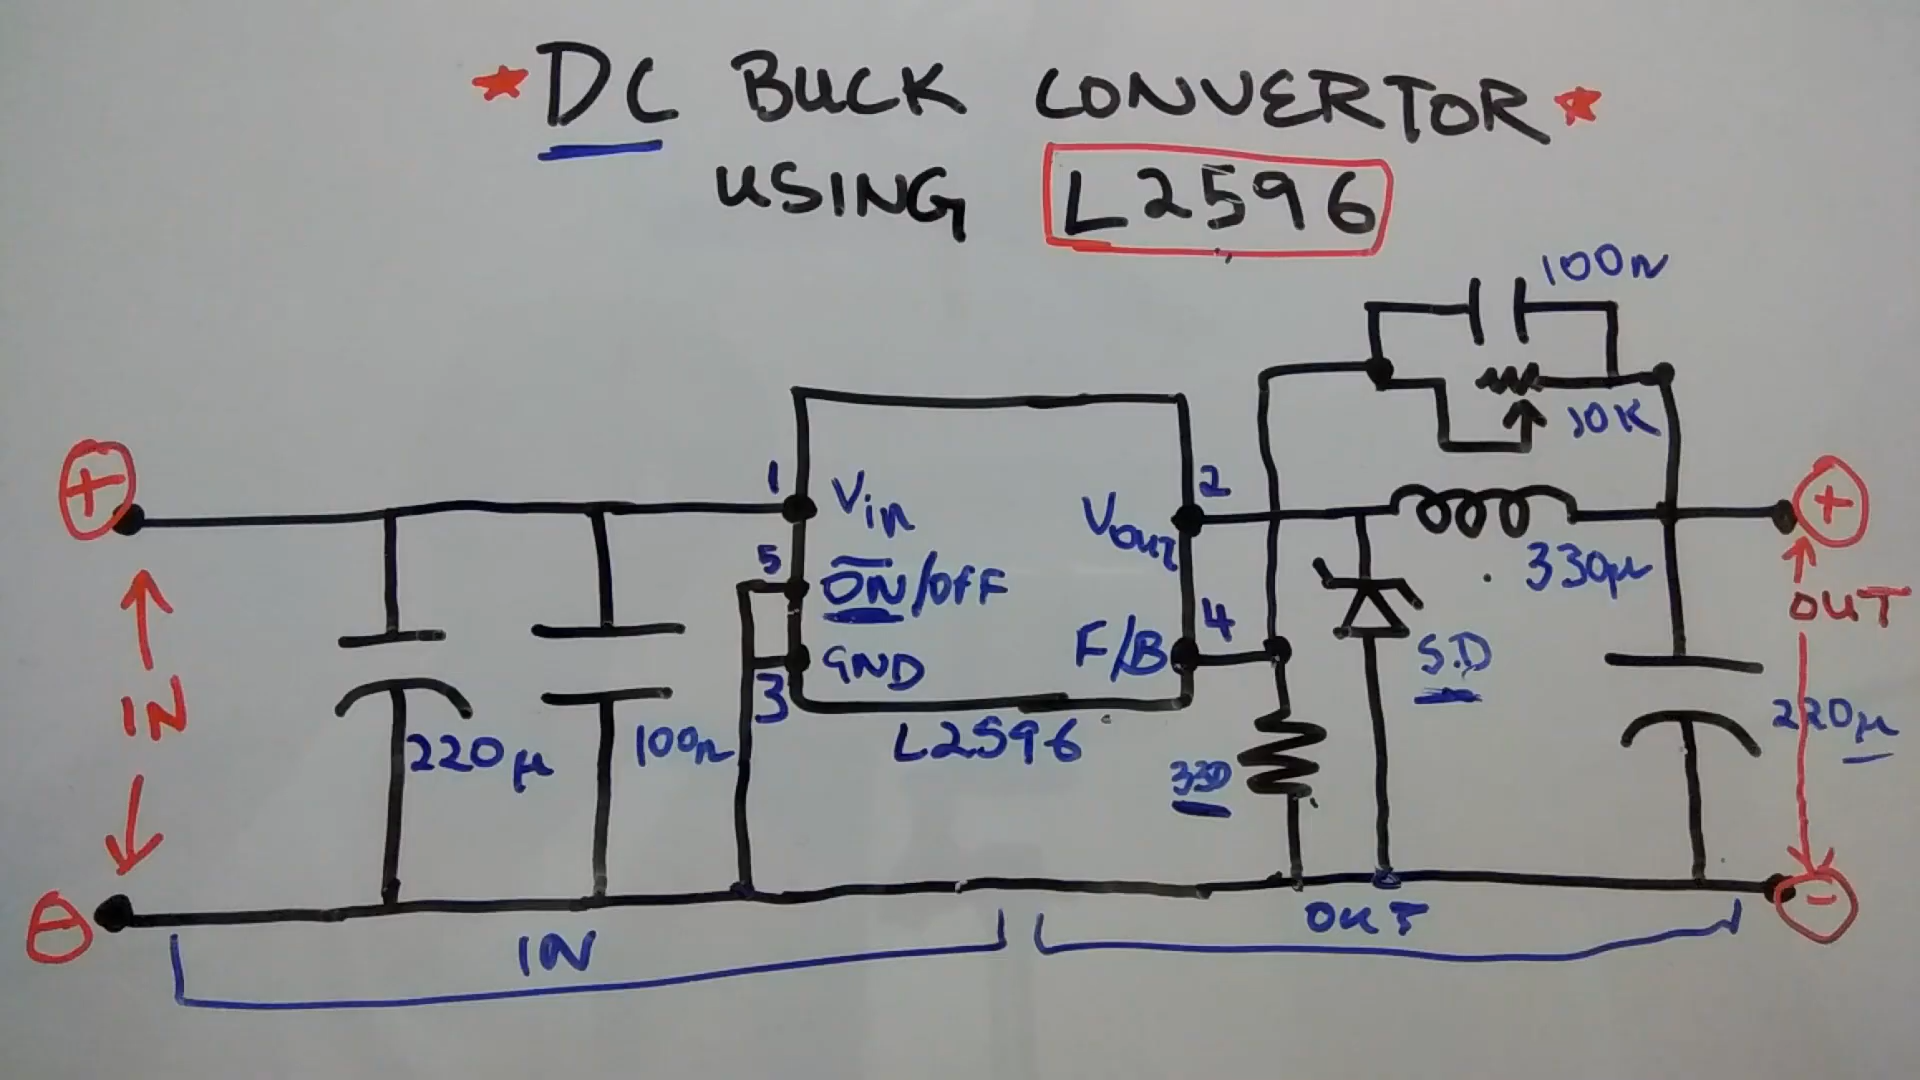 DC BUCK CONVERTOR
USING L2596
100n
10K
+
1
Vin
2
Vout
+
5
ON/OFF
330µ
OUT
IN
GND
F/B
4
S.D
3
220µ
100n
L2596
330
220µ
-
-
IN
OUT